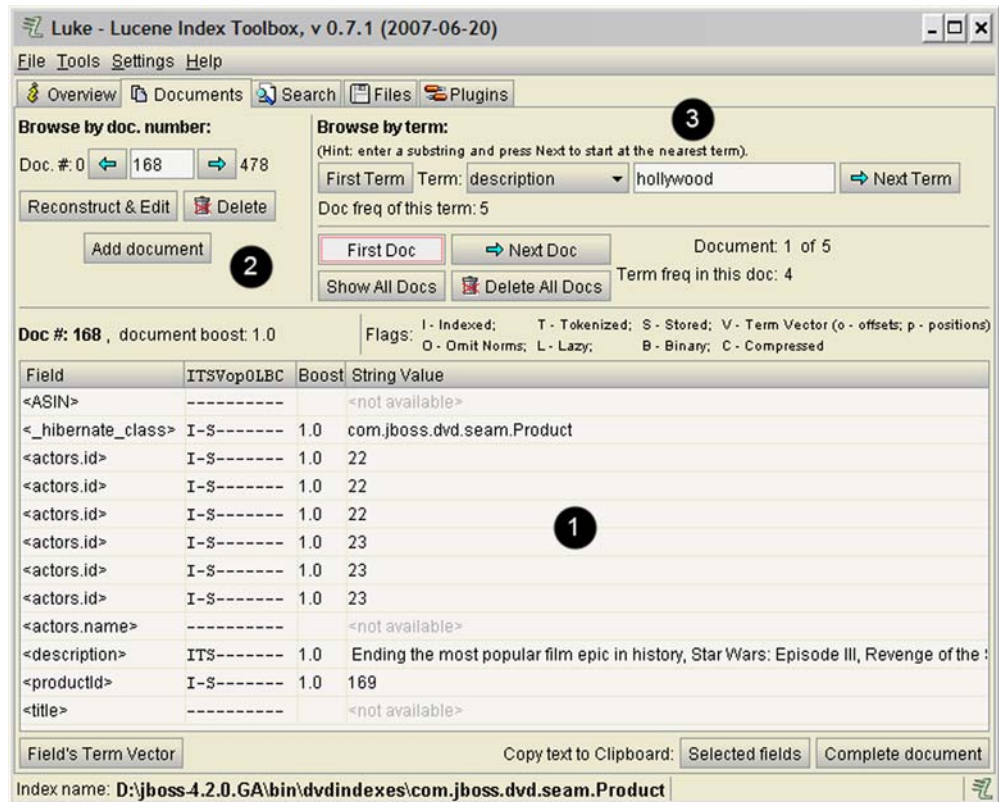 Luke - Lucene Index Toolbox, v 0.7.1 (2007-06-20)
File Tools Settings Help
Overview Documents Search Files Plugins
Browse by doc. number:
Doc. #: 0 168 478
Reconstruct & Edit Delete
Add document
2
Browse by term:
3
(Hint: enter a substring and press Next to start at the nearest term).
First Term Term: description hollywood Next Term
Doc freq of this term: 5
First Doc Next Doc Document: 1 of 5
Show All Docs Delete All Docs Term freq in this doc: 4
Doc #: 168 , document boost: 1.0
Flags: I - Indexed; T - Tokenized; S - Stored; V - Term Vector (o - offsets; p - positions)
O - Omit Norms; L - Lazy; B - Binary; C - Compressed
Field ITSVopOLBC Boost String Value
<ASIN> ---------- <not available>
<_hibernate_class> I-S------- 1.0 com.jboss.dvd.seam.Product
<actors.id> I-S------- 1.0 22
<actors.id> I-S------- 1.0 22
<actors.id> I-S------- 1.0 22
<actors.id> I-S------- 1.0 23
<actors.id> I-S------- 1.0 23
<actors.id> I-S------- 1.0 23
1
<actors.name> ---------- <not available>
<description> ITS------- 1.0 Ending the most popular film epic in history, Star Wars: Episode III, Revenge of the
<productId> I-S------- 1.0 169
<title> ---------- <not available>
Field's Term Vector Copy text to Clipboard: Selected fields Complete document
Index name: D:\jboss-4.2.0.GA\bin\dvdindexes\com.jboss.dvd.seam.Product